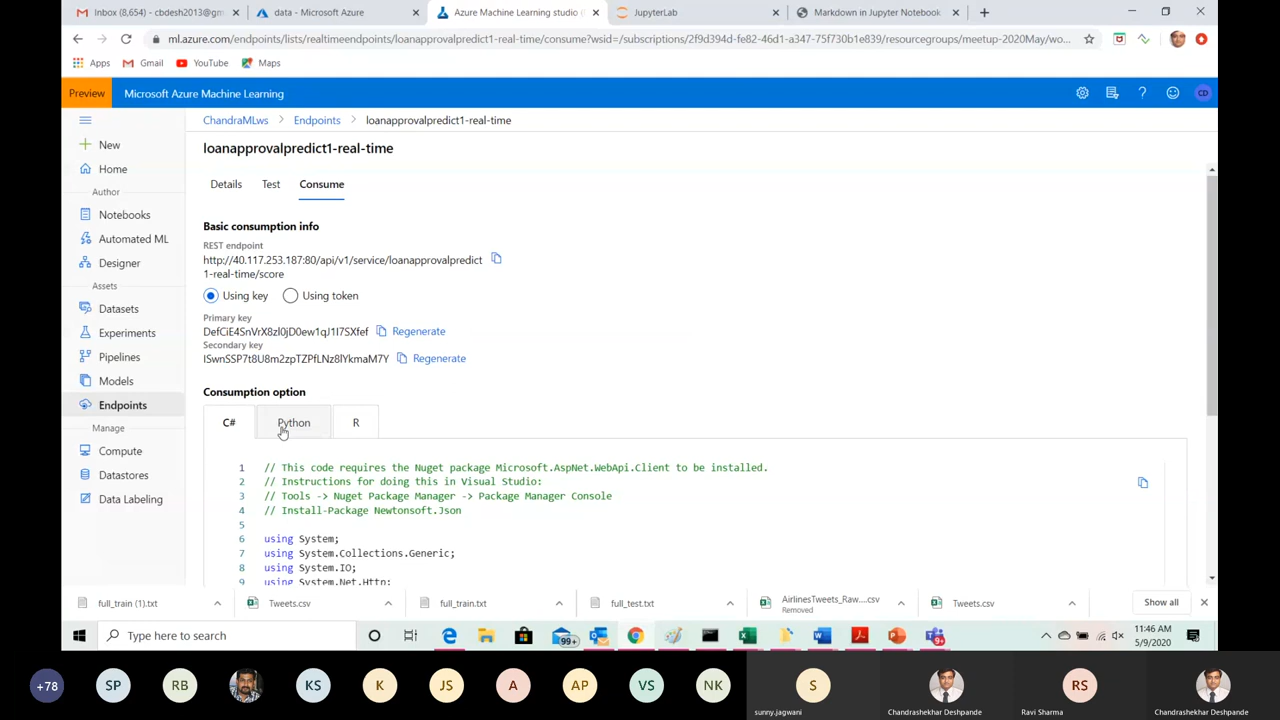 Inbox (8,654) - cbdesh2013@gm
data - Microsoft Azure
Azure Machine Learning studio (
JupyterLab
Markdown in Jupyter Notebook
ml.azure.com/endpoints/lists/realtimeendpoints/loanapprovalpredict1-real-time/consume?wsid=/subscriptions/2f9d394d-fe82-46d1-a347-75f730b1e839/resourcegroups/meetup-2020May/wo...
Apps
Gmail
YouTube
Maps
Preview
Microsoft Azure Machine Learning
CD
New
Home
Author
Notebooks
Automated ML
Designer
Assets
Datasets
Experiments
Pipelines
Models
Endpoints
Manage
Compute
Datastores
Data Labeling
ChandraMLws > Endpoints > loanapprovalpredict1-real-time
loanapprovalpredict1-real-time
Details
Test
Consume
Basic consumption info
REST endpoint
http://40.117.253.187:80/api/v1/service/loanapprovalpredict
1-real-time/score
Using key
Using token
Primary key
Regenerate
Secondary key
Regenerate
Consumption option
C#
Python
R
1 // This code requires the Nuget package Microsoft.AspNet.WebApi.Client to be installed.
2 // Instructions for doing this in Visual Studio:
3 // Tools -> Nuget Package Manager -> Package Manager Console
4 // Install-Package Newtonsoft.Json
5
6 using System;
7 using System.Collections.Generic;
8 using System.IO;
9 using System.Net.Http;
full_train (1).txt
Tweets.csv
full_train.txt
full_test.txt
AirlinesTweets_Raw....csv
Removed
Tweets.csv
Show all
Type here to search
99+
9+
11:46 AM
5/9/2020
+78
SP
RB
KS
K
JS
A
AP
VS
NK
S
RS
sunny.jagwani
Chandrashekhar Deshpande
Ravi Sharma
Chandrashekhar Deshpande